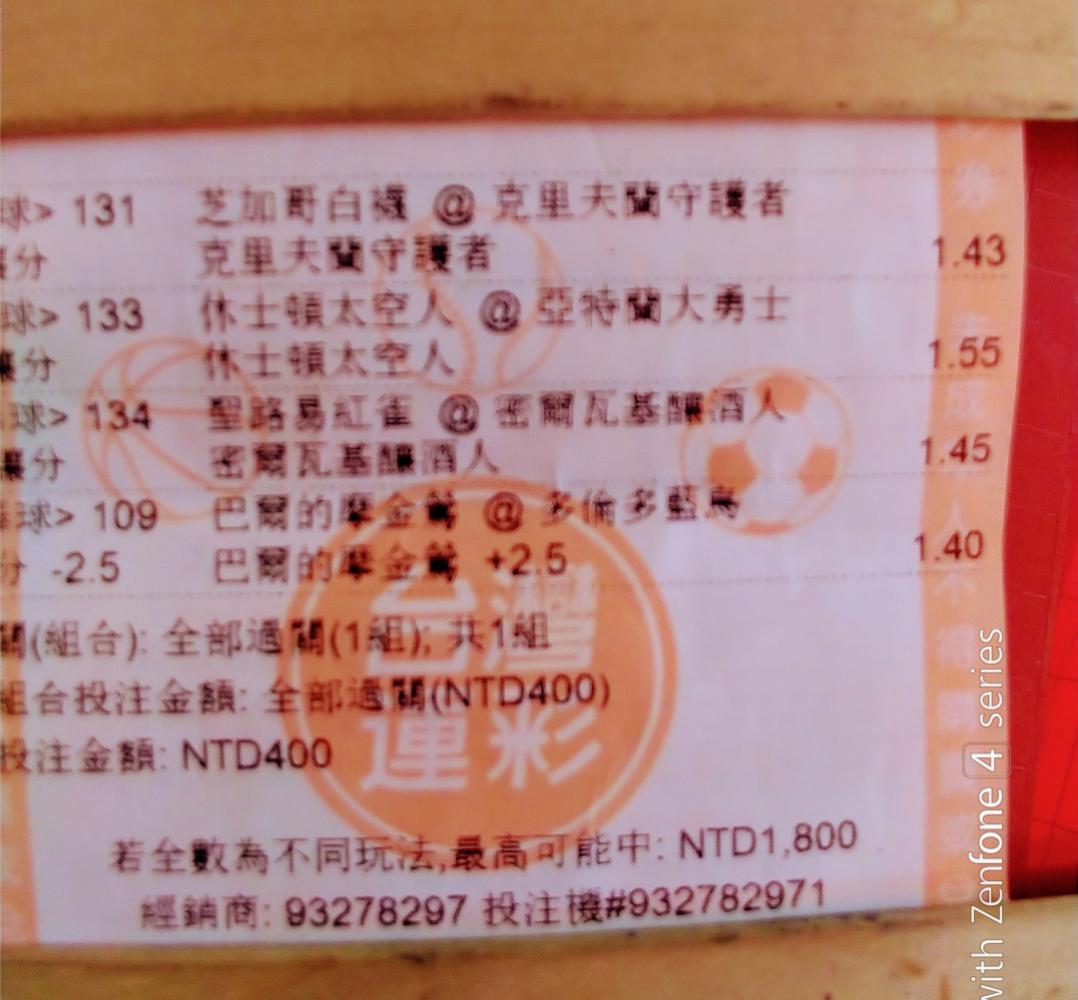 球> 131 芝加哥白襪 @ 克里夫蘭守護者
分 克里夫蘭守護者 1.43
球> 133 休士頓太空人 @ 亞特蘭大勇士
讓分 休士頓太空人 1.55
球> 134 聖路易紅雀 @ 密爾瓦基釀酒人
讓分 密爾瓦基釀酒人 1.45
球> 109 巴爾的摩金鶯 @ 多倫多藍鳥
分 -2.5 巴爾的摩金鶯 +2.5 1.40
關(組合): 全部過關(1組); 共1組
組合投注金額: 全部過關(NTD400)
投注金額: NTD400
台灣
運彩
若全數為不同玩法,最高可能中: NTD1,800
經銷商: 93278297 投注機#932782971
with Zenfone 4 series